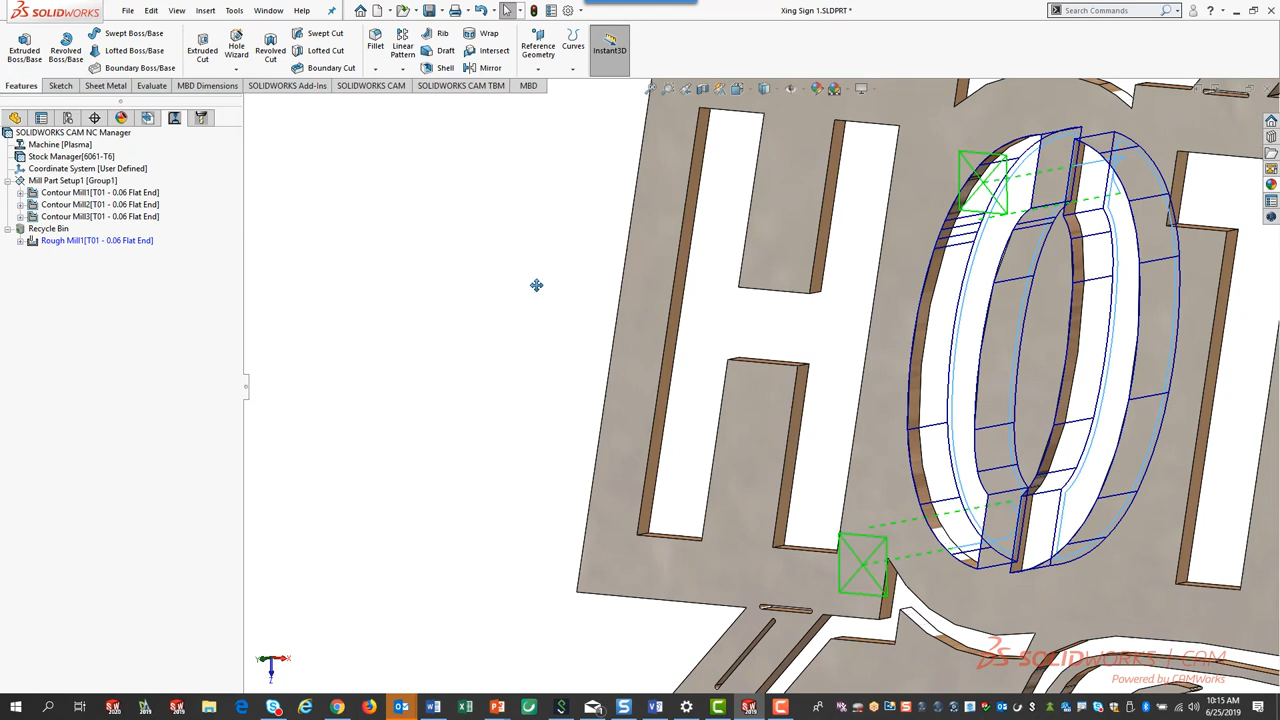 SOLIDWORKS
File Edit View Insert Tools Window Help
Xing Sign 1.SLDPRT *
Search Commands
Extruded Boss/Base
Revolved Boss/Base
Swept Boss/Base
Lofted Boss/Base
Boundary Boss/Base
Extruded Cut
Hole Wizard
Revolved Cut
Swept Cut
Lofted Cut
Boundary Cut
Fillet
Linear Pattern
Rib
Draft
Shell
Wrap
Intersect
Mirror
Reference Geometry
Curves
Instant3D
Features Sketch Sheet Metal Evaluate MBD Dimensions SOLIDWORKS Add-Ins SOLIDWORKS CAM SOLIDWORKS CAM TBM MBD
SOLIDWORKS CAM NC Manager
Machine [Plasma]
Stock Manager[6061-T6]
Coordinate System [User Defined]
Mill Part Setup1 [Group1]
Contour Mill1[T01 - 0.06 Flat End]
Contour Mill2[T01 - 0.06 Flat End]
Contour Mill3[T01 - 0.06 Flat End]
Recycle Bin
Rough Mill1[T01 - 0.06 Flat End]
Y X
Z
SOLIDWORKS | CAM
Powered by CAMWorks
10:15 AM
6/25/2019